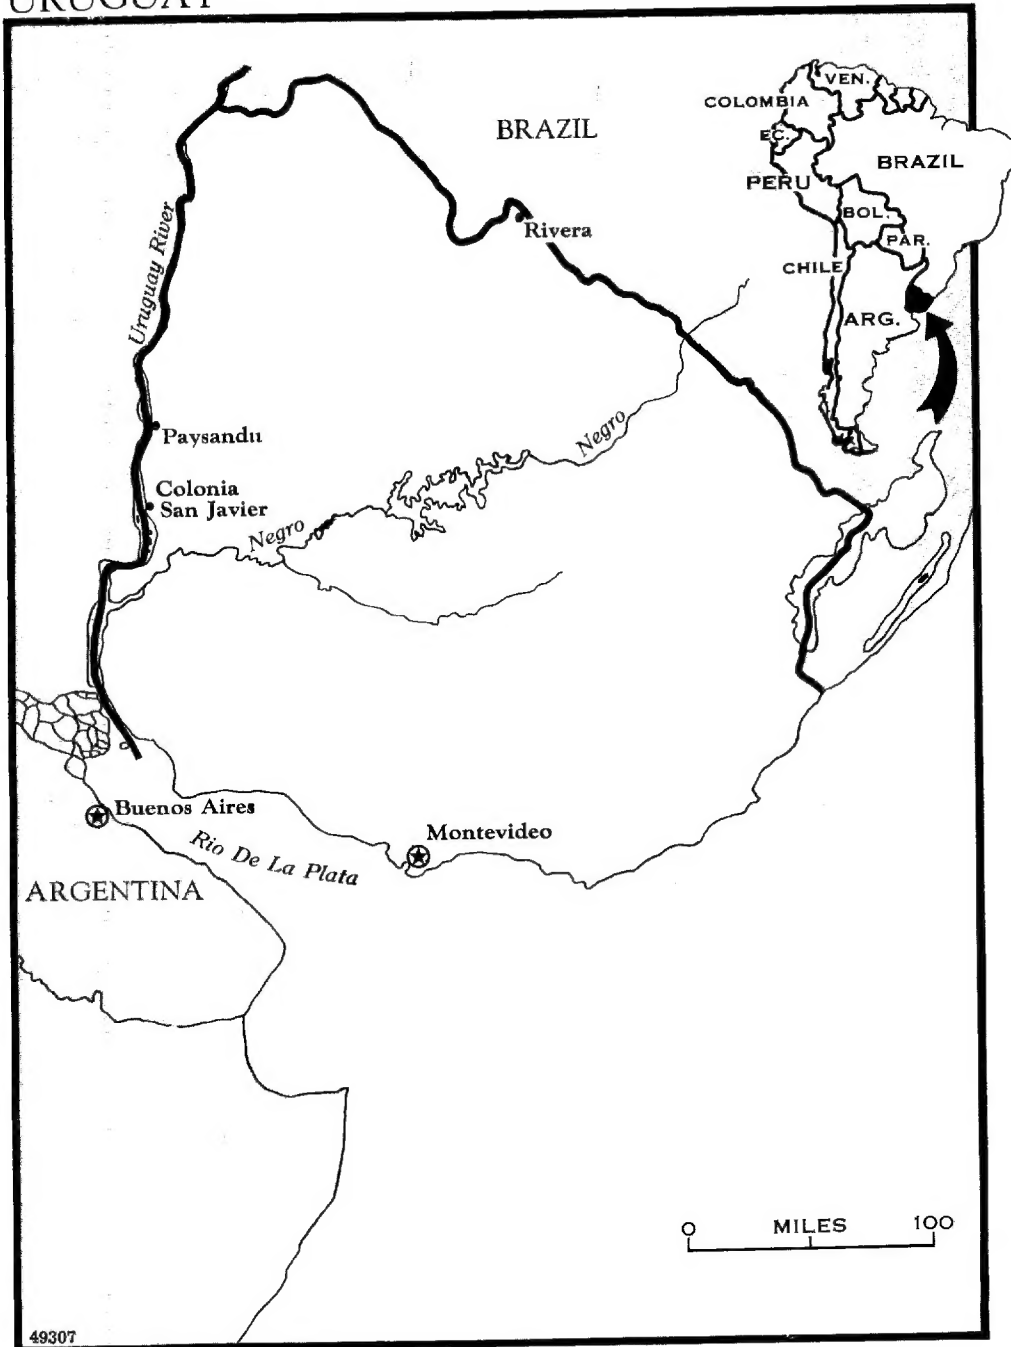 URUGUAY
BRAZIL
VEN.
COLOMBIA
EC.
BRAZIL
PERU
BOL.
PAR.
CHILE
ARG.
Rivera
Uruguay River
Paysandu
Negro
Colonia
San Javier
Negro
Buenos Aires
Montevideo
Rio De La Plata
ARGENTINA
0 MILES 100
49307